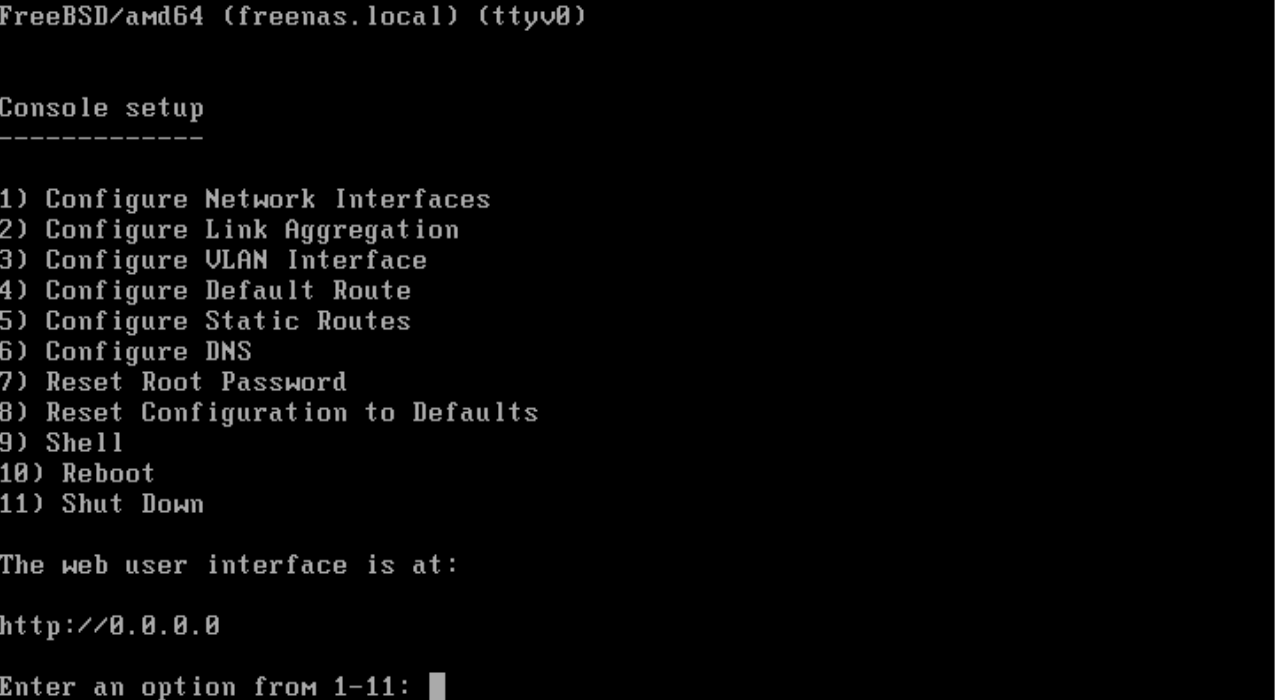 FreeBSD/amd64 (freenas.local) (ttyv0)
Console setup
-------------
1) Configure Network Interfaces
2) Configure Link Aggregation
3) Configure VLAN Interface
4) Configure Default Route
5) Configure Static Routes
6) Configure DNS
7) Reset Root Password
8) Reset Configuration to Defaults
9) Shell
10) Reboot
11) Shut Down
The web user interface is at:
http://0.0.0.0
Enter an option from 1-11: